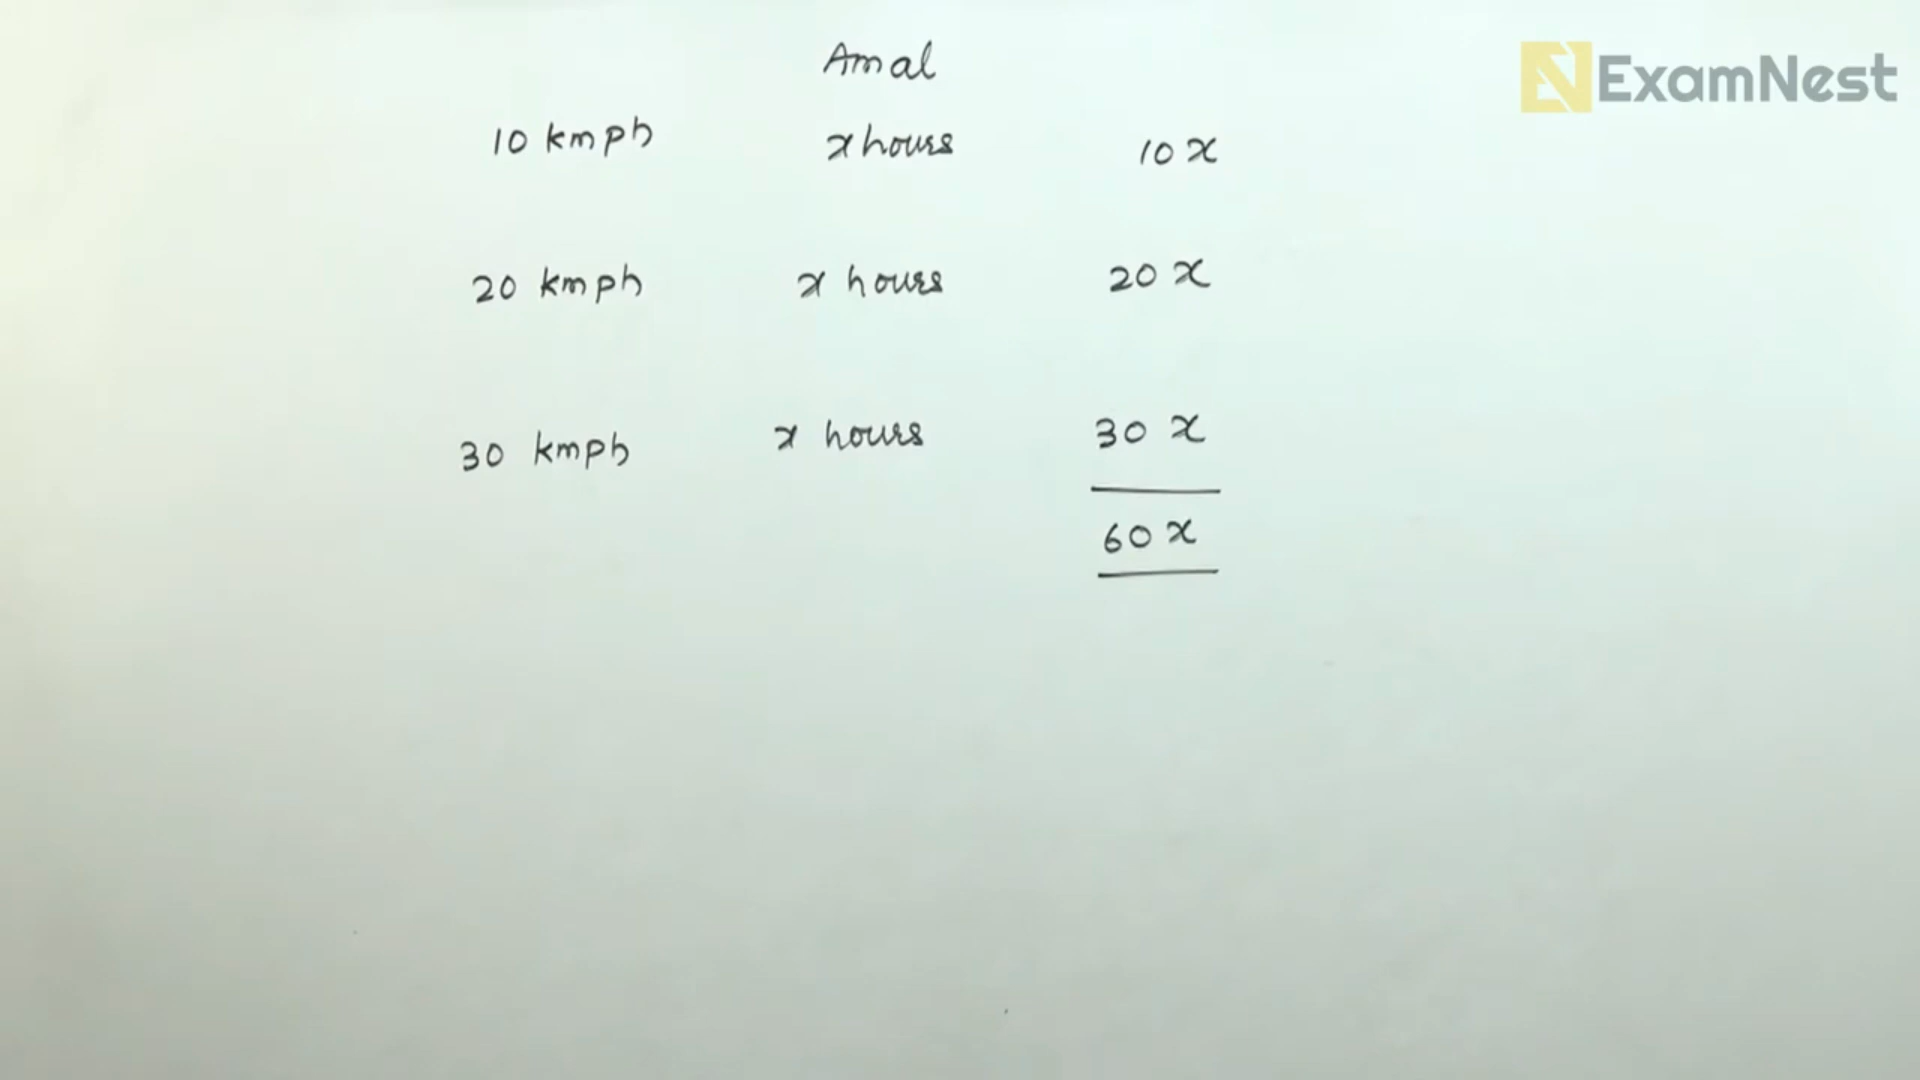 Amal
ExamNest
10 kmph x hours 10x
20 kmph x hours 20x
30 kmph x hours 30x
60x